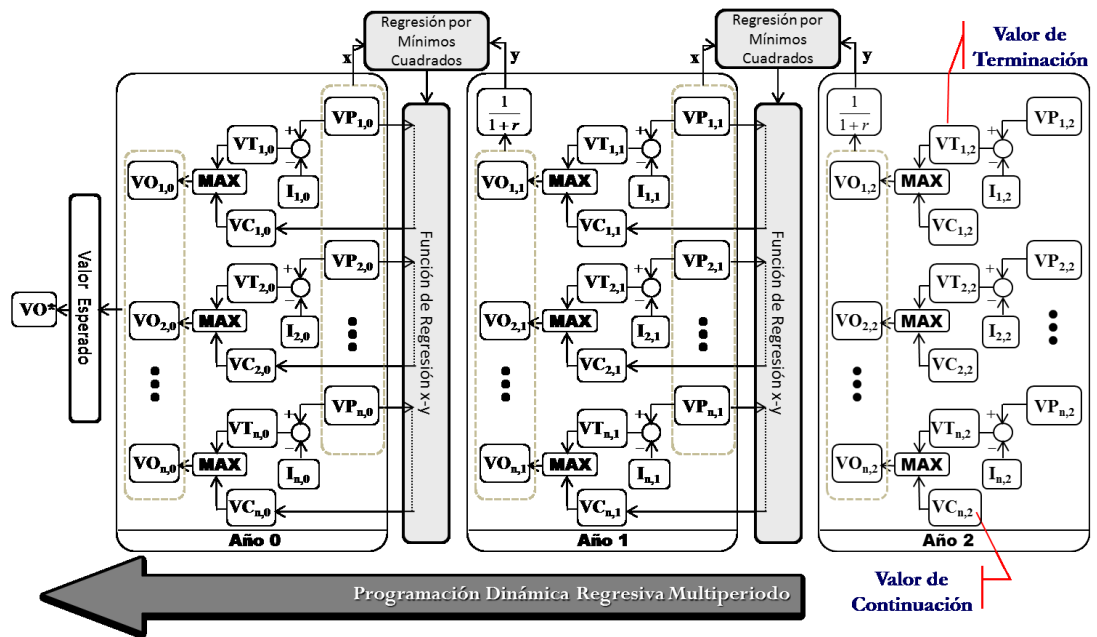 Regresión por
Mínimos
Cuadrados
x
y
Regresión por
Mínimos
Cuadrados
x
y
Valor de
Terminación
1
1 + r
1
1 + r
VP1,0
VT1,0
+
−
I1,0
VO1,0
MAX
VC1,0
VP2,0
VT2,0
+
−
I2,0
VO2,0
MAX
VC2,0
VPn,0
VTn,0
+
−
In,0
VOn,0
MAX
VCn,0
Año 0
VO*
Valor Esperado
Función de Regresión x-y
VP1,1
VT1,1
+
−
I1,1
VO1,1
MAX
VC1,1
VP2,1
VT2,1
+
−
I2,1
VO2,1
MAX
VC2,1
VPn,1
VTn,1
+
−
In,1
VOn,1
MAX
VCn,1
Año 1
Función de Regresión x-y
VP1,2
VT1,2
+
−
I1,2
VO1,2
MAX
VC1,2
VP2,2
VT2,2
+
−
I2,2
VO2,2
MAX
VC2,2
VPn,2
VTn,2
+
−
In,2
VOn,2
MAX
VCn,2
Año 2
Programación Dinámica Regresiva Multiperiodo
Valor de
Continuación